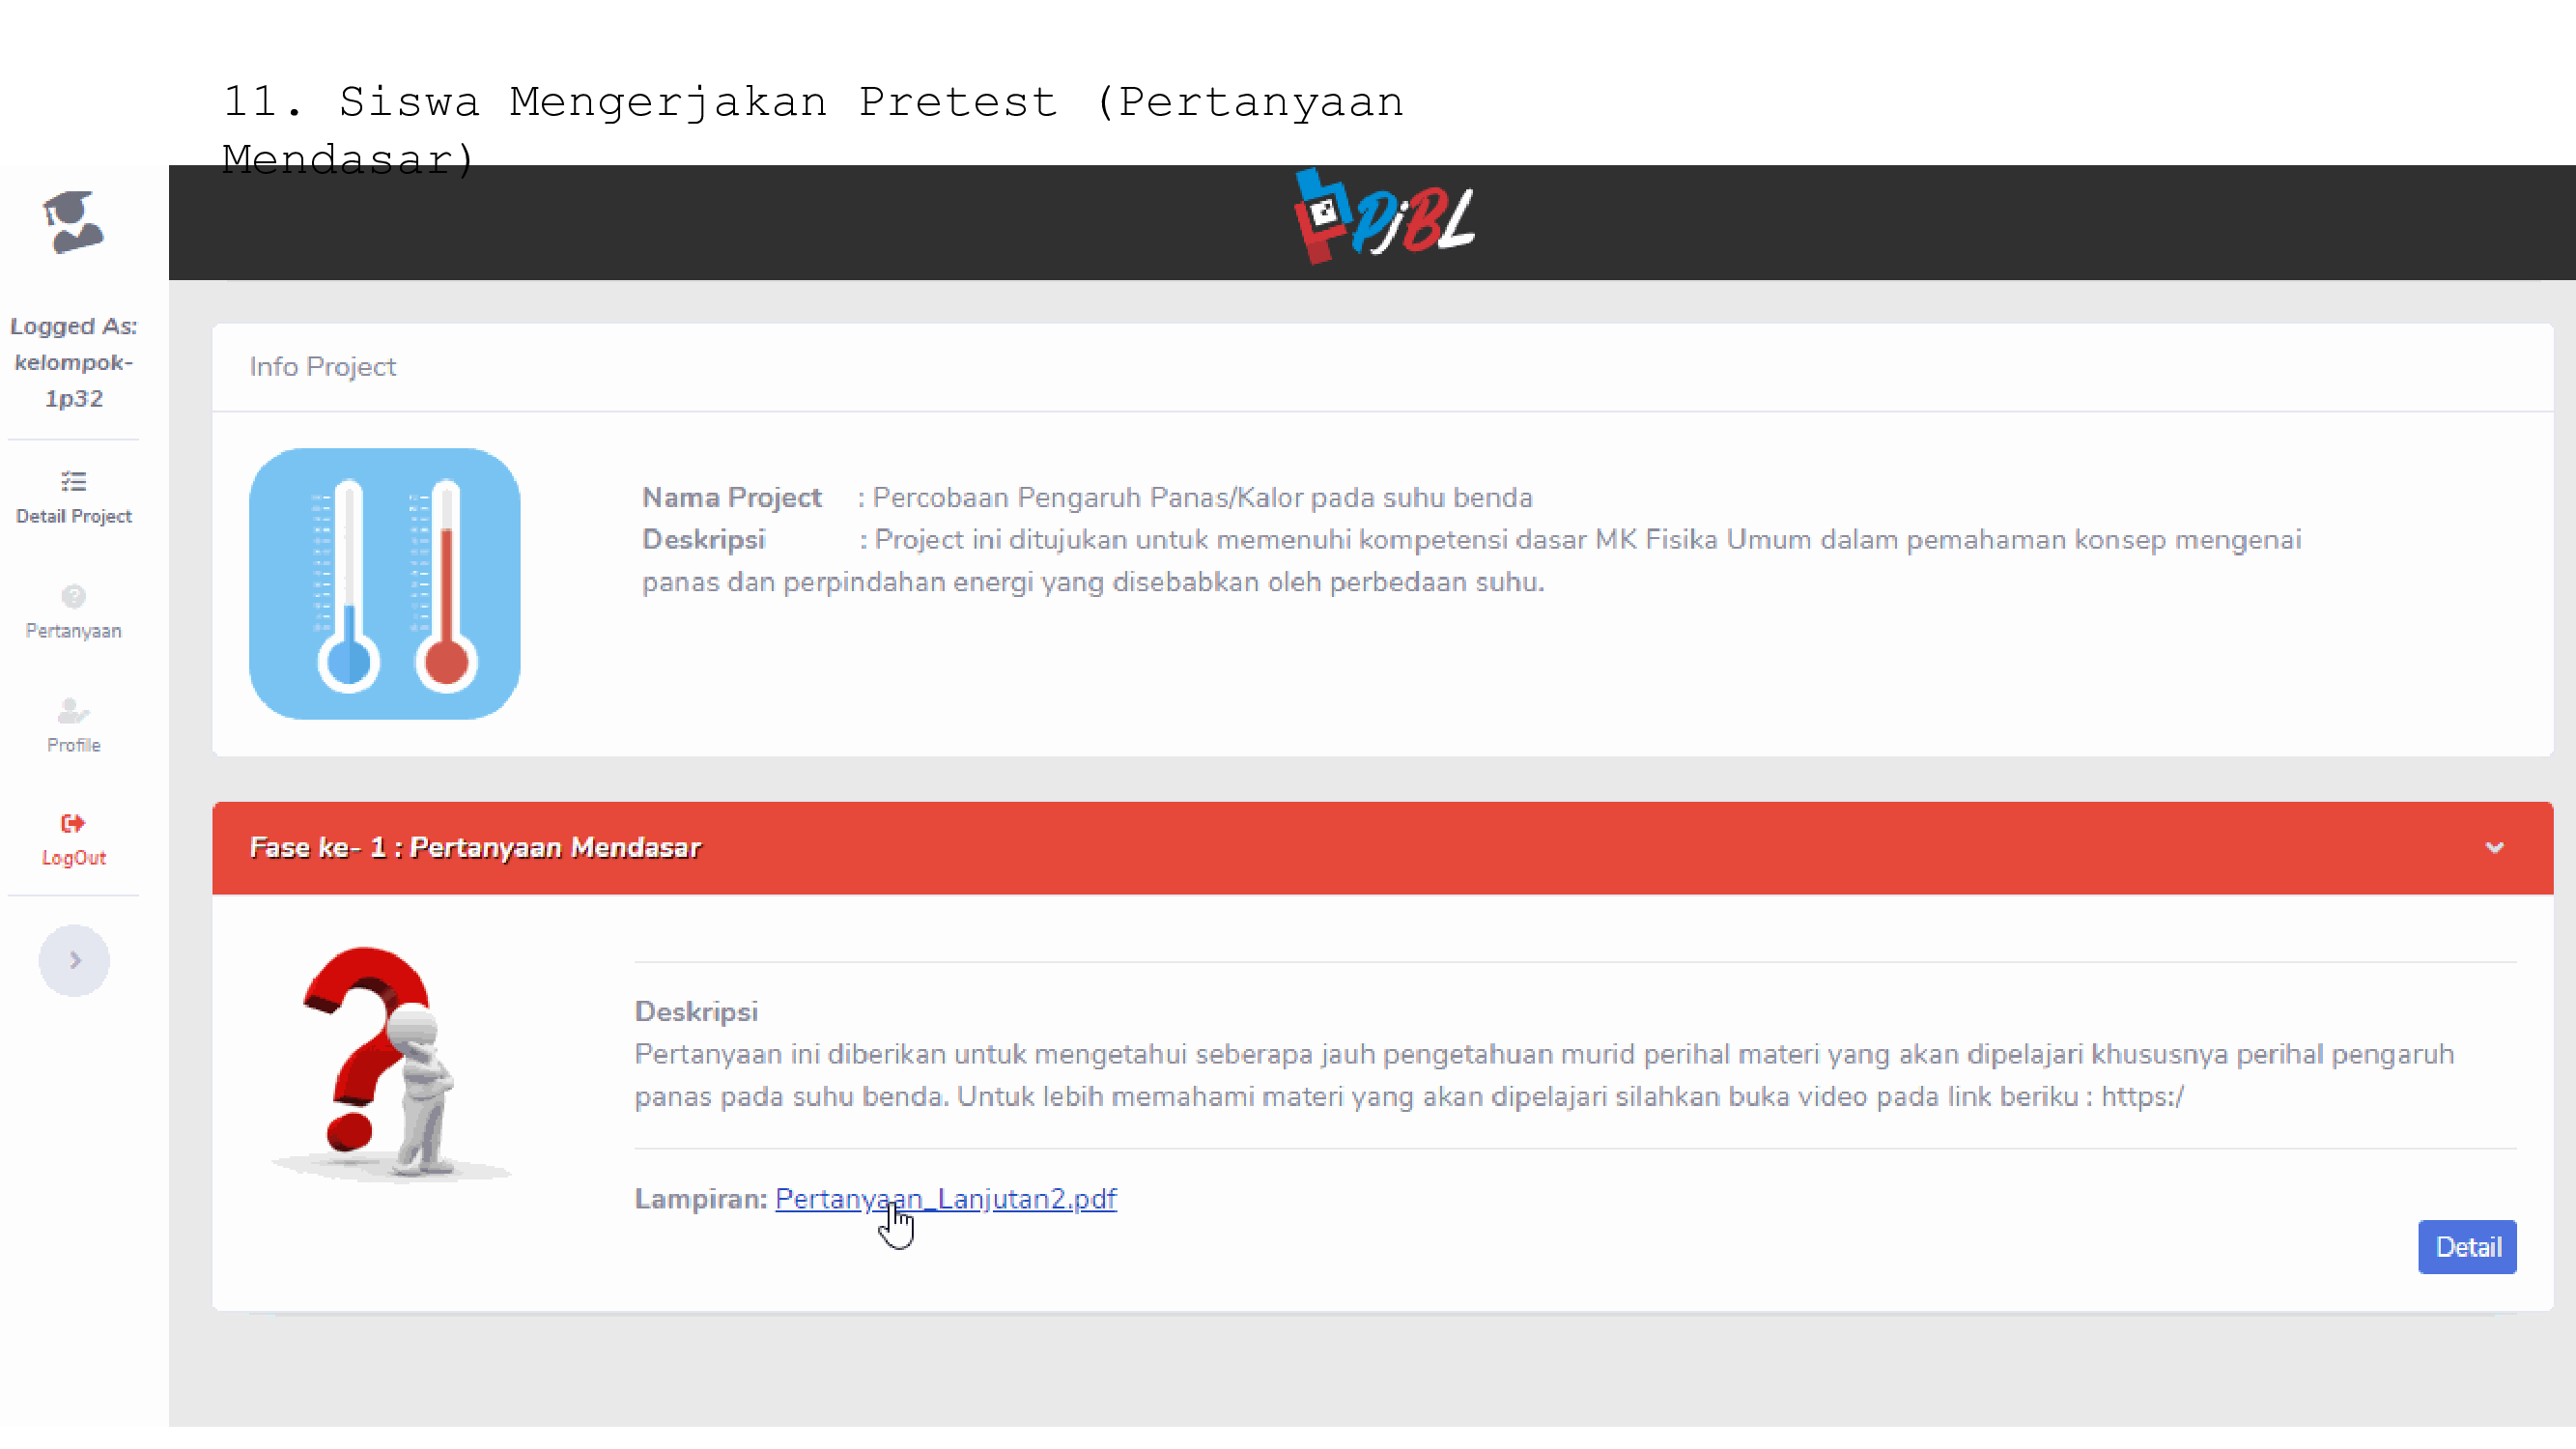 11. Siswa Mengerjakan Pretest (Pertanyaan
Mendasar)
PjBL
Logged As:
kelompok-
1p32
Detail Project
Pertanyaan
Profile
LogOut
Info Project
Nama Project : Percobaan Pengaruh Panas/Kalor pada suhu benda
Deskripsi : Project ini ditujukan untuk memenuhi kompetensi dasar MK Fisika Umum dalam pemahaman konsep mengenai
panas dan perpindahan energi yang disebabkan oleh perbedaan suhu.
Fase ke- 1 : Pertanyaan Mendasar
Deskripsi
Pertanyaan ini diberikan untuk mengetahui seberapa jauh pengetahuan murid perihal materi yang akan dipelajari khususnya perihal pengaruh
panas pada suhu benda. Untuk lebih memahami materi yang akan dipelajari silahkan buka video pada link beriku : https:/
Lampiran: Pertanyaan_Lanjutan2.pdf
Detail